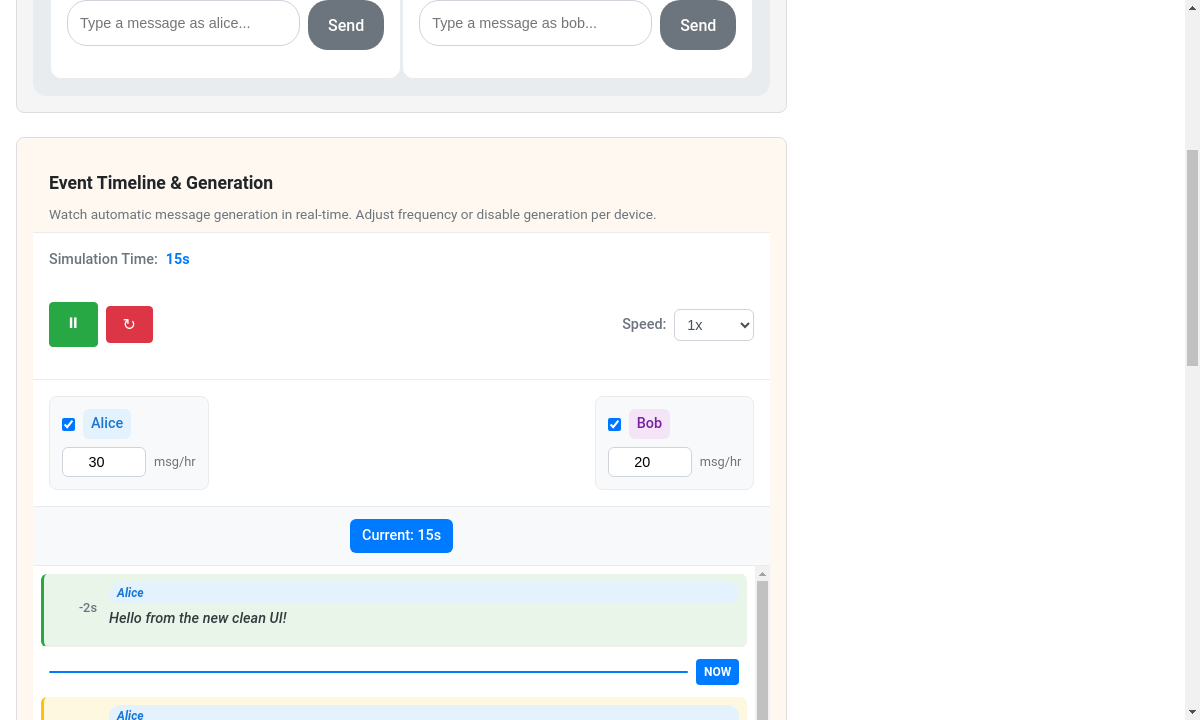 Type a message as alice...
Send
Type a message as bob...
Send
Event Timeline & Generation
Watch automatic message generation in real-time. Adjust frequency or disable generation per device.
Simulation Time: 15s
Speed: 1x
Alice
30 msg/hr
Bob
20 msg/hr
Current: 15s
Alice
-2s
Hello from the new clean UI!
NOW
Alice